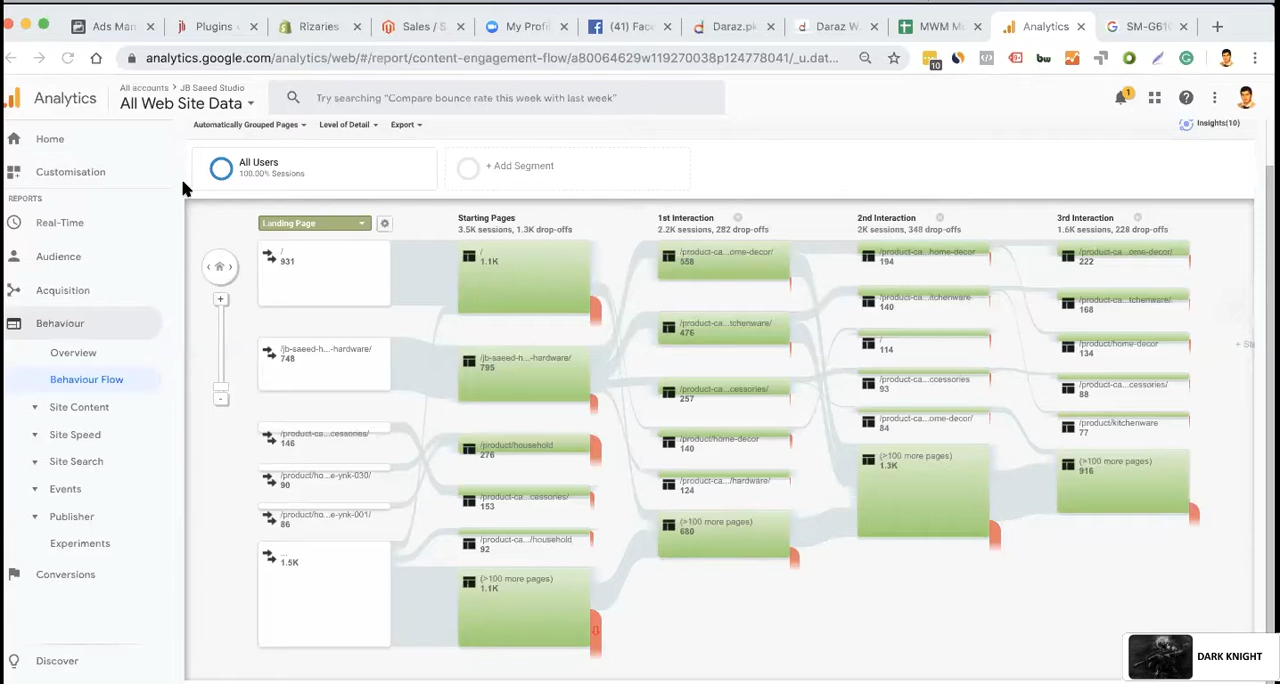 Ads Man
Plugins
Rizaries
Sales / S
My Profi
(41) Face
Daraz.pk
Daraz W
MWM Mo
Analytics
SM-G610
analytics.google.com/analytics/web/#/report/content-engagement-flow/a80064629w119270038p124778041/_u.dat...
10
Analytics
All accounts > JB Saeed Studio
All Web Site Data
Try searching "Compare bounce rate this week with last week"
1
Automatically Grouped Pages
Level of Detail
Export
Insights(10)
Home
Customisation
REPORTS
Real-Time
Audience
Acquisition
Behaviour
Overview
Behaviour Flow
Site Content
Site Speed
Site Search
Events
Publisher
Experiments
Conversions
Discover
All Users
100.00% Sessions
+ Add Segment
Landing Page
/
931
/jb-saeed-h...-hardware/
748
/product-ca...cessories/
146
/product/ho...e-ynk-030/
90
/product/ho...e-ynk-001/
86
...
1.5K
Starting Pages
3.5K sessions, 1.3K drop-offs
/
1.1K
/jb-saeed-h...-hardware/
795
/product/household
276
/product-ca...cessories/
153
/product-ca.../household
92
(>100 more pages)
1.1K
1st Interaction
2.2K sessions, 282 drop-offs
/product-ca...ome-decor/
558
/product-ca...tchenware/
476
/product-ca...cessories/
257
/product/home-decor
140
/product-ca.../hardware/
124
(>100 more pages)
680
2nd Interaction
2K sessions, 348 drop-offs
/product-ca...home-decor
194
/product-ca...itchenware
140
/
114
/product-ca...ccessories
93
/product-ca...ome-decor/
84
(>100 more pages)
1.3K
3rd Interaction
1.6K sessions, 228 drop-offs
/product-ca...ome-decor/
222
/product-ca...tchenware/
168
/product/home-decor
134
/product-ca...cessories/
88
/product/kitchenware
77
(>100 more pages)
916
+ Ste
DARK KNIGHT